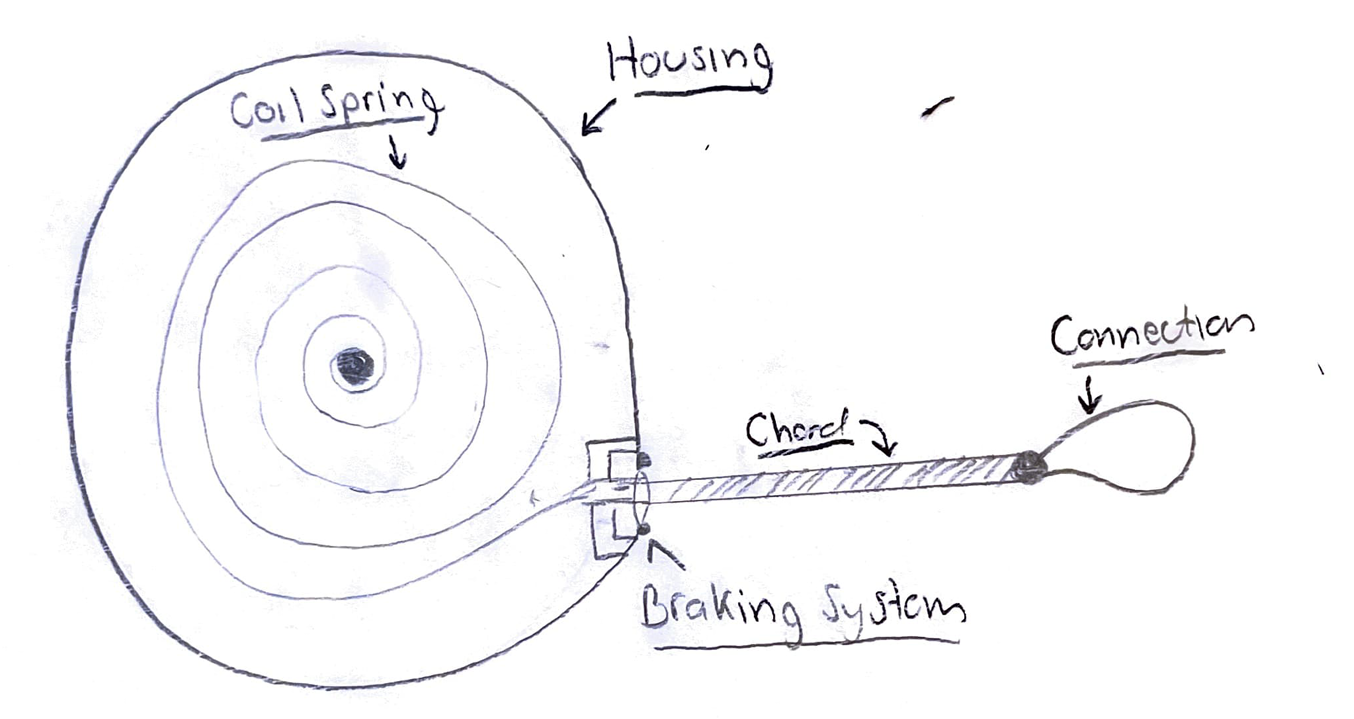 Housing
Coil Spring
Connection
Chord
Braking System